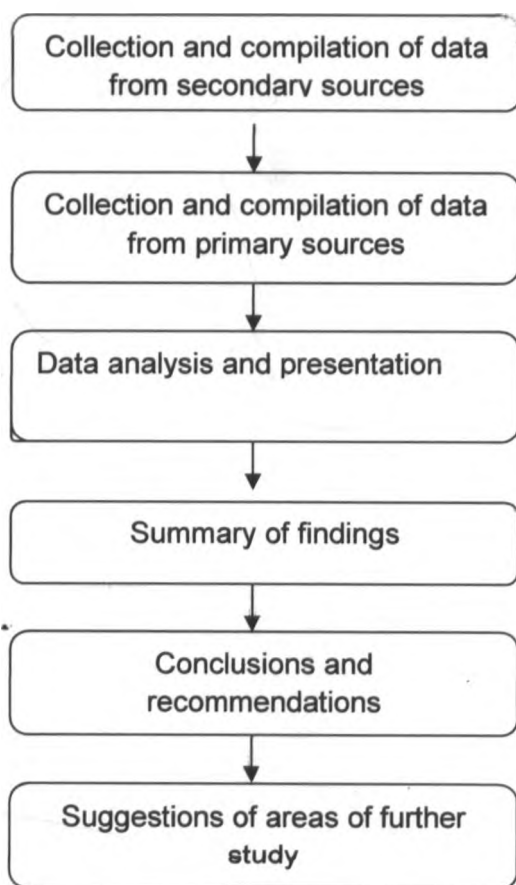 Collection and compilation of data
from secondary sources
Collection and compilation of data
from primary sources
Data analysis and presentation
Summary of findings
Conclusions and
recommendations
Suggestions of areas of further
study